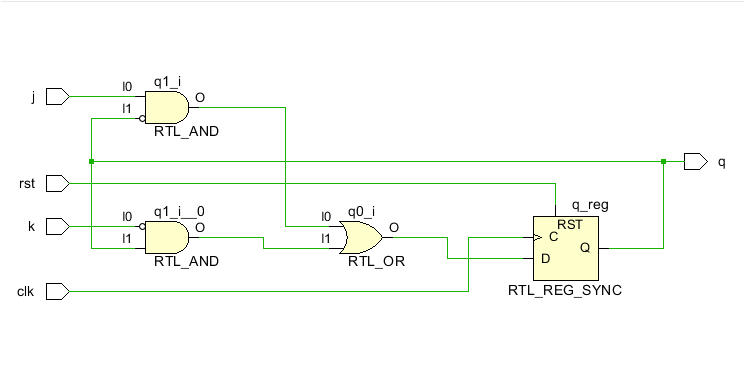 q1_i
j
I0
I1
O
RTL_AND
q
rst
k
q1_i__0
I0
I1
O
RTL_AND
q0_i
I0
I1
O
RTL_OR
q_reg
RST
C
D
Q
RTL_REG_SYNC
clk